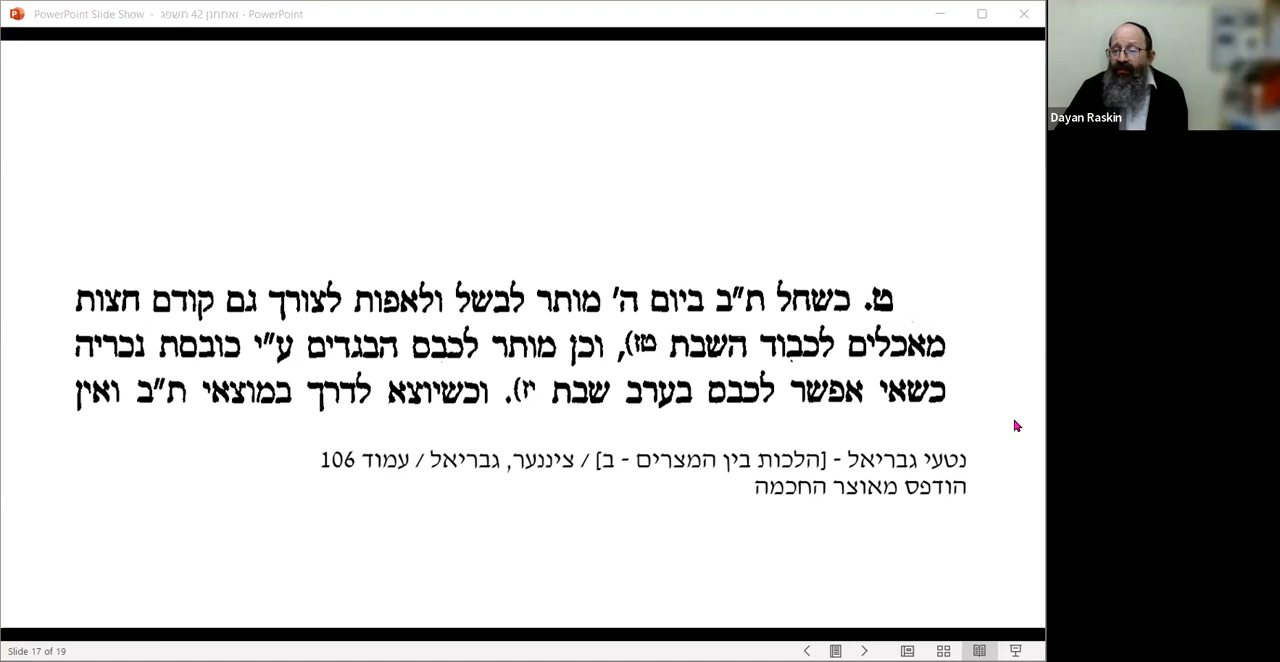 PowerPoint Slide Show - ואתחנן 42 תשפג - PowerPoint
Dayan Raskin
ט. כשחל ת"ב ביום ה' מותר לבשל ולאפות לצורך גם קודם חצות
מאכלים לכבוד השבת טז), וכן מותר לכבס הבגדים ע"י כובסת נכריה
כשאי אפשר לכבס בערב שבת יז). וכשיוצא לדרך במוצאי ת"ב ואין
נטעי גבריאל - [הלכות בין המצרים - ב] / ציננער, גבריאל / עמוד 106
הודפס מאוצר החכמה
Slide 17 of 19